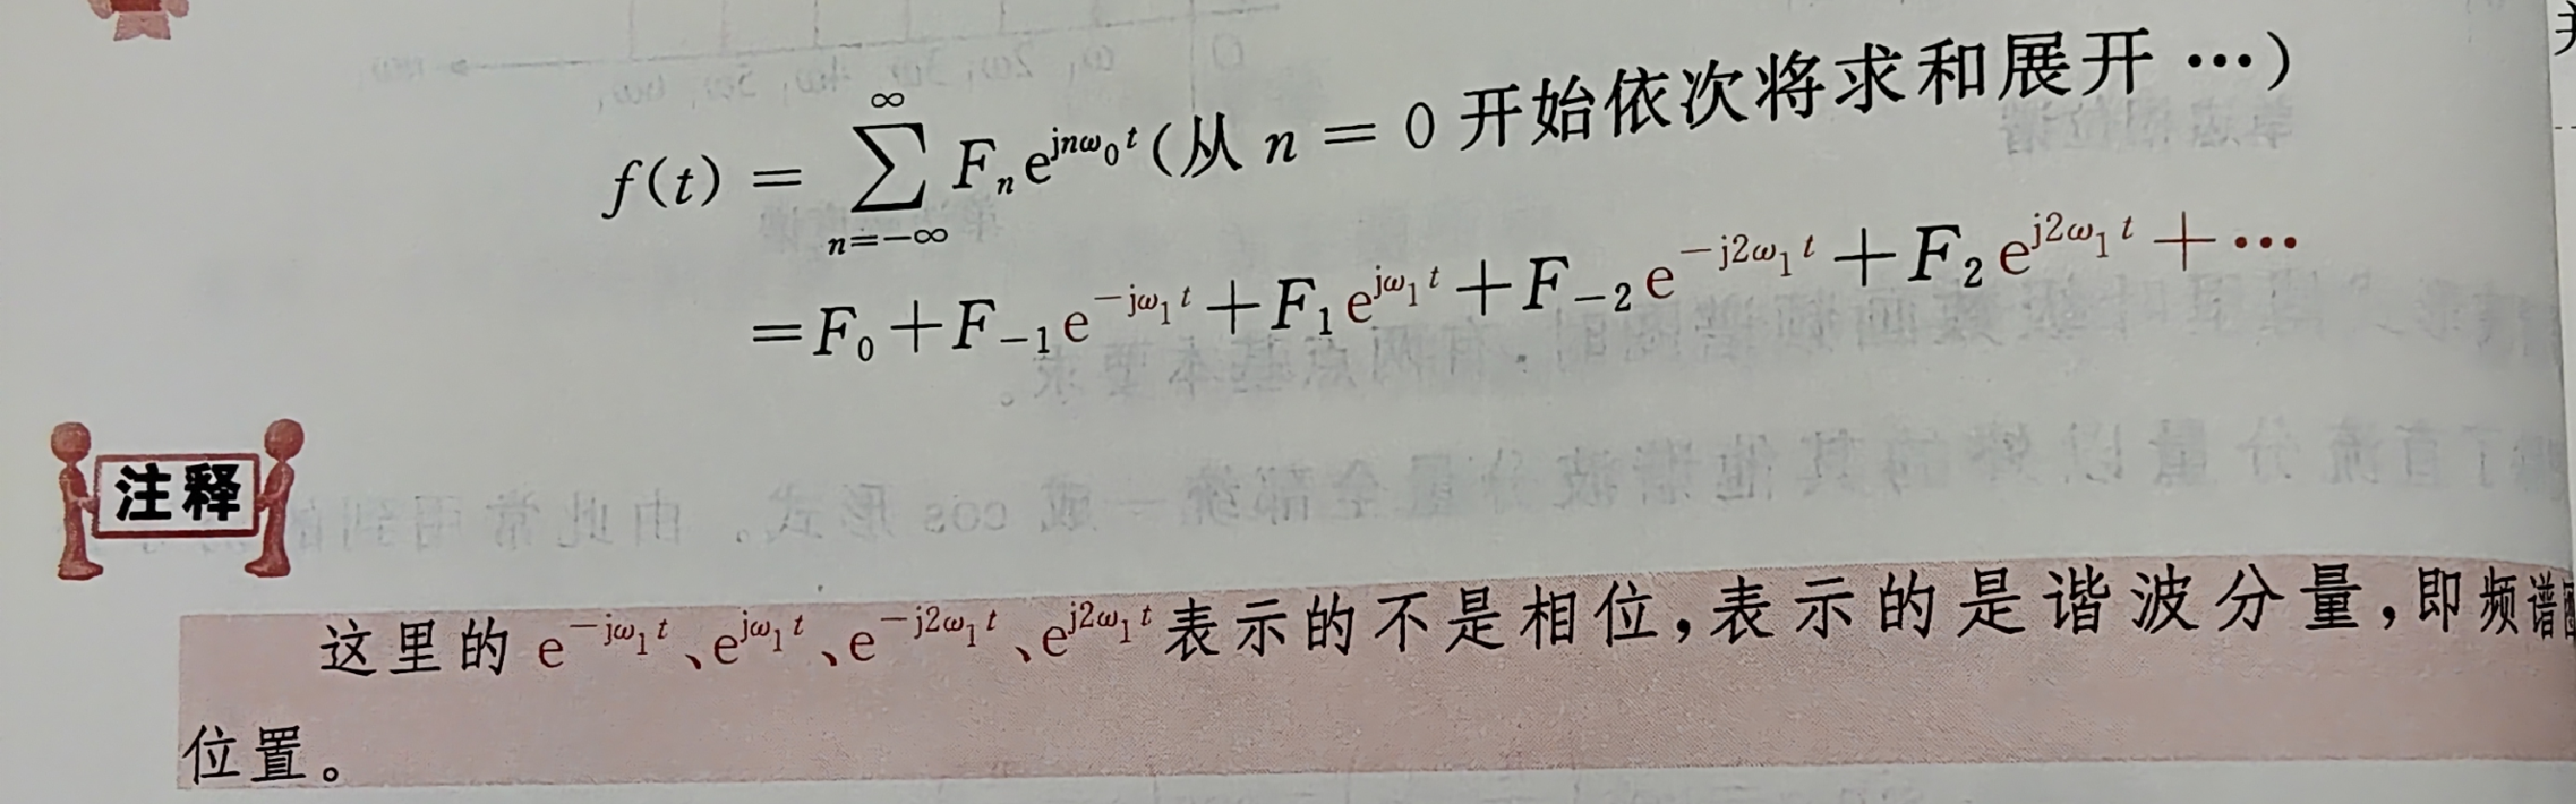 f(t) = ∑_{n=-∞}^{∞} F_n e^{jnω_0 t} (从 n = 0 开始依次将求和展开 …)
= F_0 + F_{-1} e^{-jω_1 t} + F_1 e^{jω_1 t} + F_{-2} e^{-j2ω_1 t} + F_2 e^{j2ω_1 t} + …
注释
这里的 e^{-jω_1 t}、e^{jω_1 t}、e^{-j2ω_1 t}、e^{j2ω_1 t} 表示的不是相位,表示的是谐波分量,即频谱
位置。